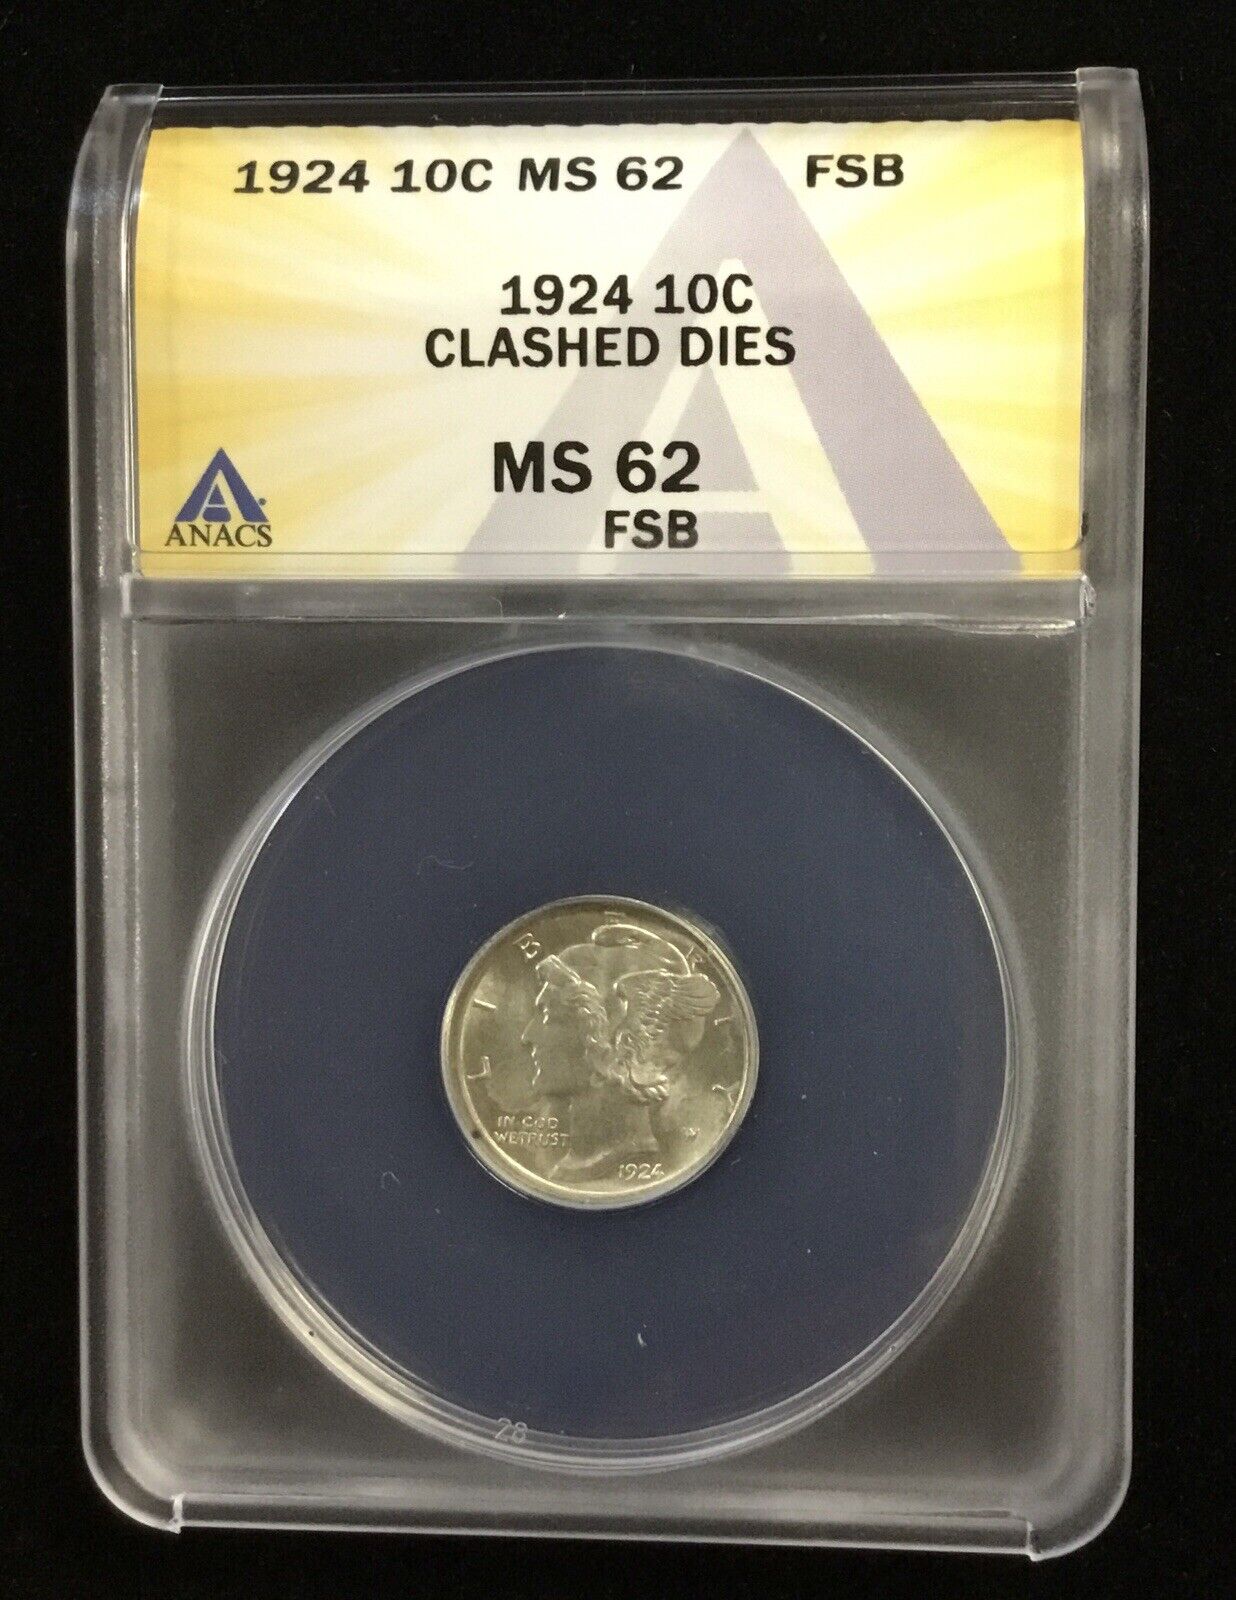 1924 10C MS 62 FSB
1924 10C
CLASHED DIES
MS 62
FSB
ANACS
LIBERTY
IN GOD
WE TRUST
1924
28